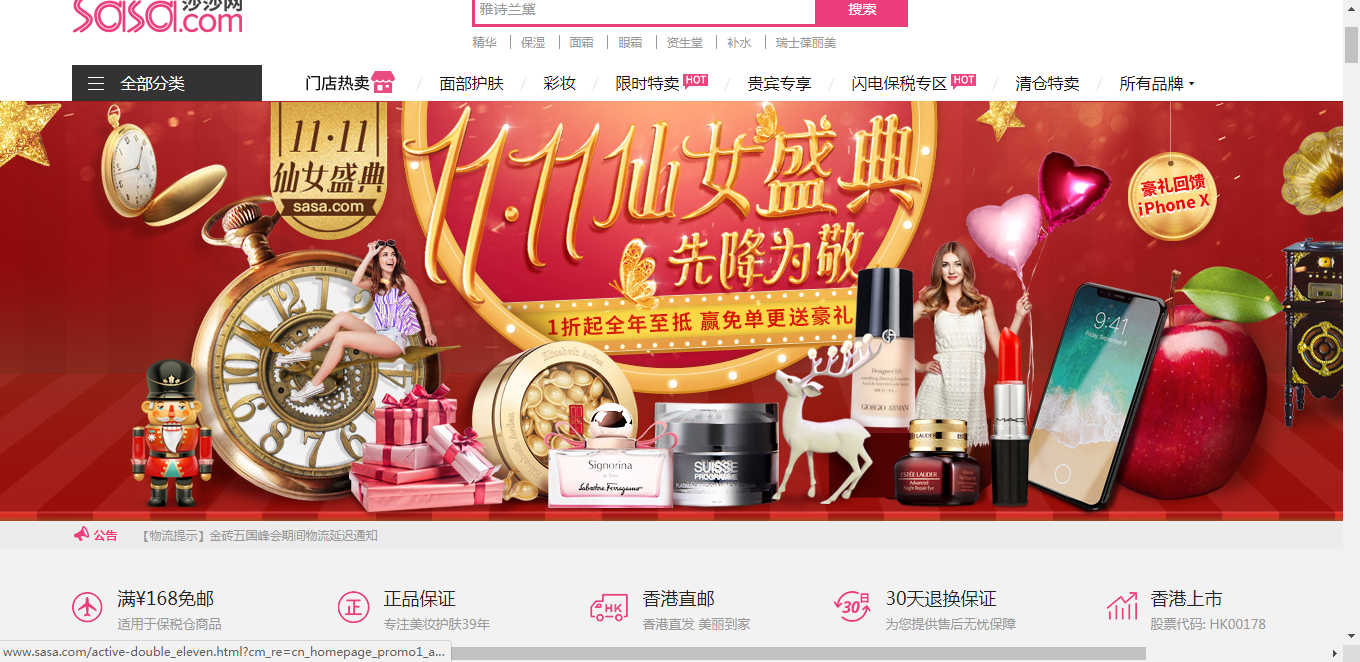 莎莎网
sasa.com
雅诗兰黛
搜索
精华
保湿
面霜
眼霜
资生堂
补水
瑞士葆丽美
全部分类
门店热卖
面部护肤
彩妆
限时特卖 HOT
贵宾专享
闪电保税专区 HOT
清仓特卖
所有品牌
11·11
仙女盛典
sasa.com
11.11仙女盛典
先降为敬
1折起全年至抵 赢免单更送豪礼
豪礼回馈
iPhone X
9:41
Elizabeth Arden
Signorina
Salvatore Ferragamo
SUISSE
PROGRAMME
GIORGIO ARMANI
ESTĒE LAUDER
Advanced
Night Repair Eye
MAC
公告
【物流提示】金砖五国峰会期间物流延迟通知
满¥168免邮
适用于保税仓商品
正
正品保证
专注美妆护肤39年
HK
香港直邮
香港直发 美丽到家
30日
30天退换保证
为您提供售后无忧保障
香港上市
股票代码: HK00178
www.sasa.com/active-double_eleven.html?cm_re=cn_homepage_promo1_a...